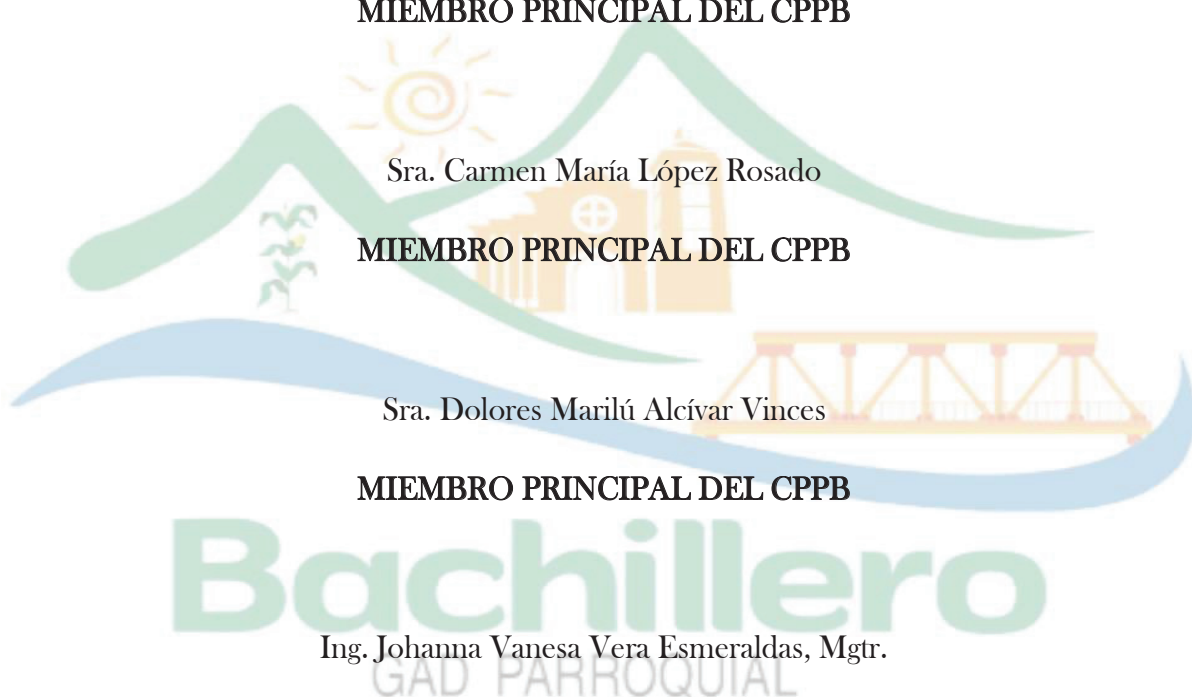 MIEMBRO PRINCIPAL DEL CPPB
Sra. Carmen María López Rosado
MIEMBRO PRINCIPAL DEL CPPB
Sra. Dolores Marilú Alcívar Vinces
MIEMBRO PRINCIPAL DEL CPPB
Bachillero
Ing. Johanna Vanesa Vera Esmeraldas, Mgtr.
GAD PARROQUIAL